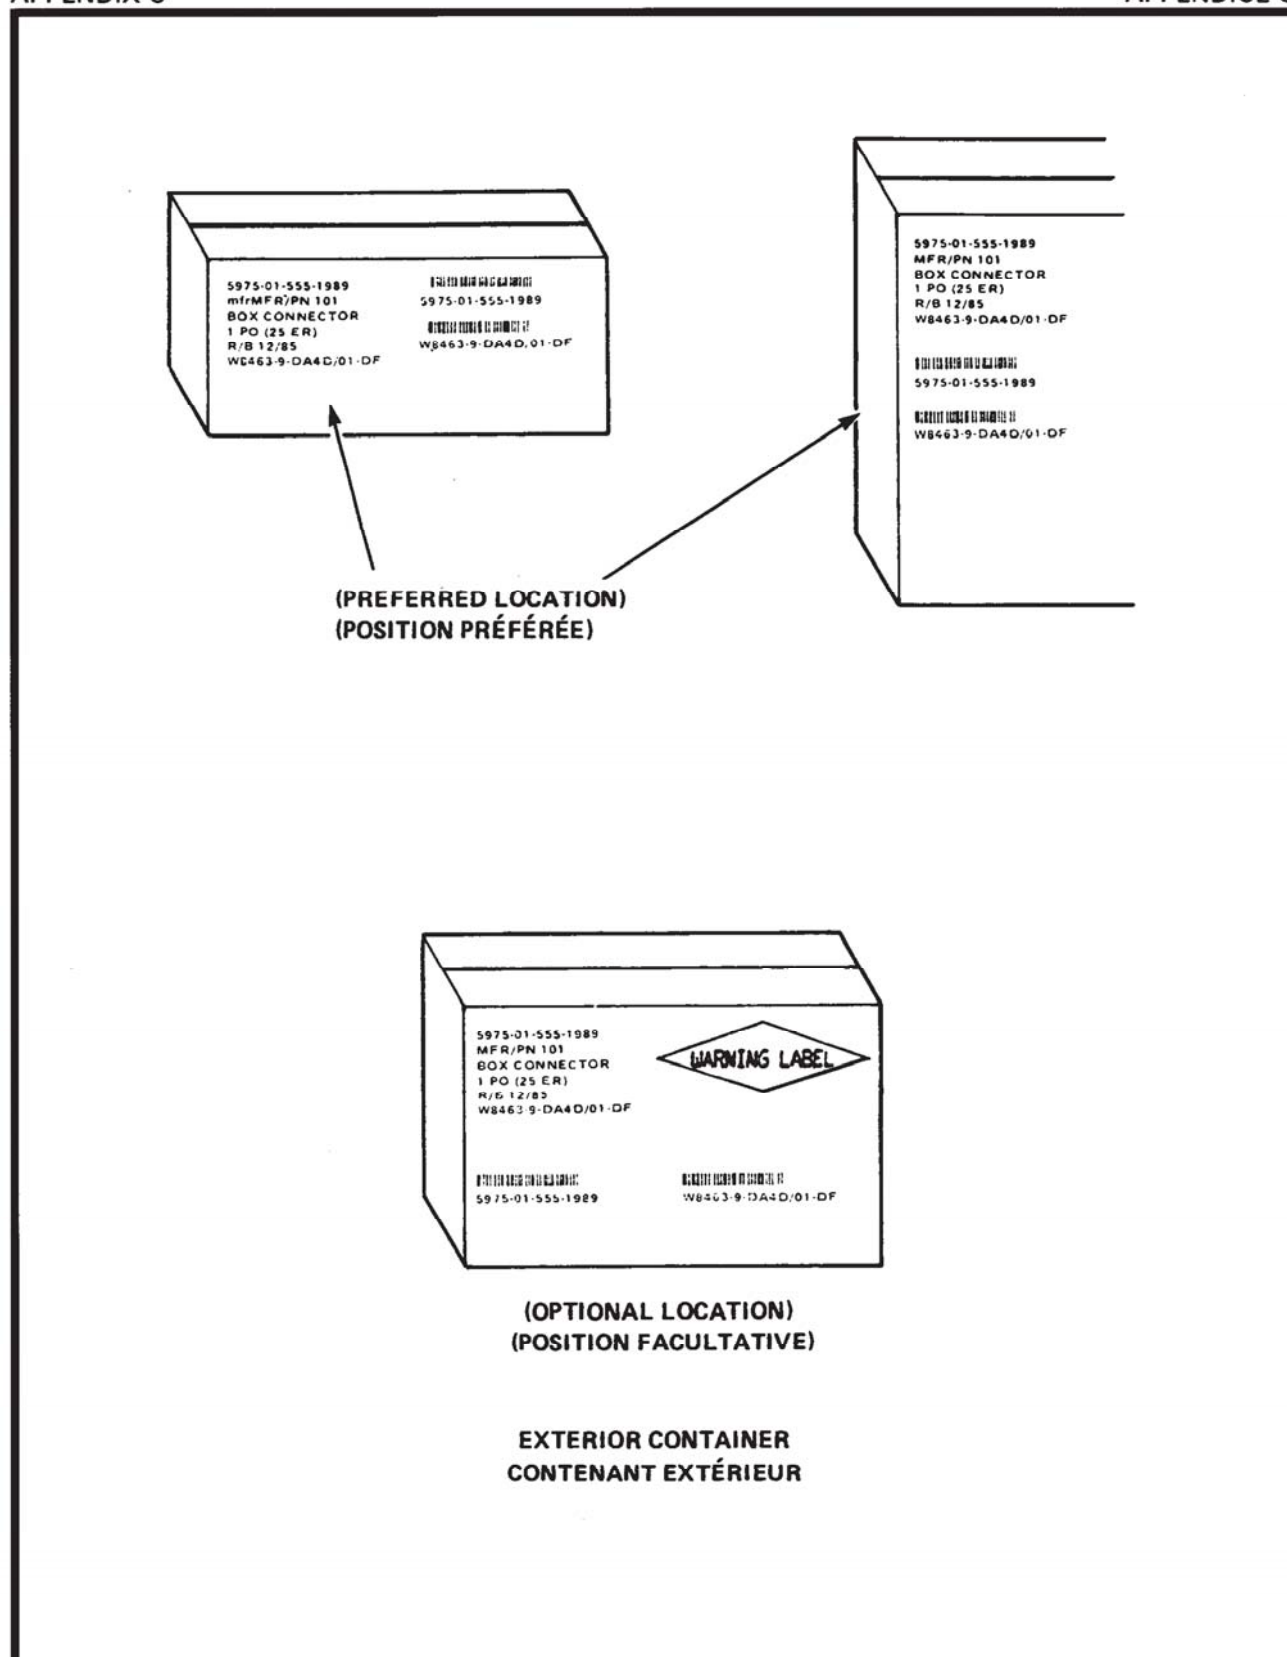 5975-01-555-1989
mfrMFR/PN 101
BOX CONNECTOR
1 PO (25 ER)
R/B 12/85
W8463-9-DA4D/01-DF
5975-01-555-1989
W8463-9-DA4D/01-DF
5975-01-555-1989
MFR/PN 101
BOX CONNECTOR
1 PO (25 ER)
R/B 12/85
W8463-9-DA4D/01-DF
5975-01-555-1989
W8463-9-DA4D/01-DF
(PREFERRED LOCATION)
(POSITION PRÉFÉRÉE)
5975-01-555-1989
MFR/PN 101
BOX CONNECTOR
1 PO (25 ER)
R/B 12/85
W8463-9-DA4D/01-DF
WARNING LABEL
5975-01-555-1989
W8463-9-DA4D/01-DF
(OPTIONAL LOCATION)
(POSITION FACULTATIVE)
EXTERIOR CONTAINER
CONTENANT EXTÉRIEUR